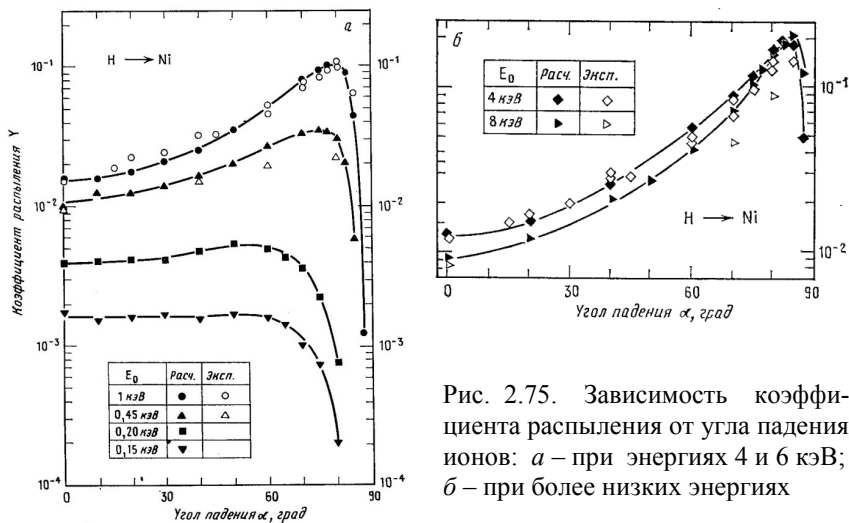 a
H → Ni
10⁻¹
10⁻¹
10⁻²
10⁻²
10⁻³
10⁻³
10⁻⁴
10⁻⁴
Коэффициент распыления Y
E₀ Расч. Эксп.
1 кэВ
0,45 кэВ
0,20 кэВ
0,15 кэВ
0 30 60 90
Угол падения α, град
б
E₀ Расч. Эксп.
4 кэВ
8 кэВ
H → Ni
10⁻¹
10⁻²
0 30 60 90
Угол падения α, град
Рис. 2.75. Зависимость коэффи-
циента распыления от угла падения
ионов: а – при энергиях 4 и 6 кэВ;
б – при более низких энергиях